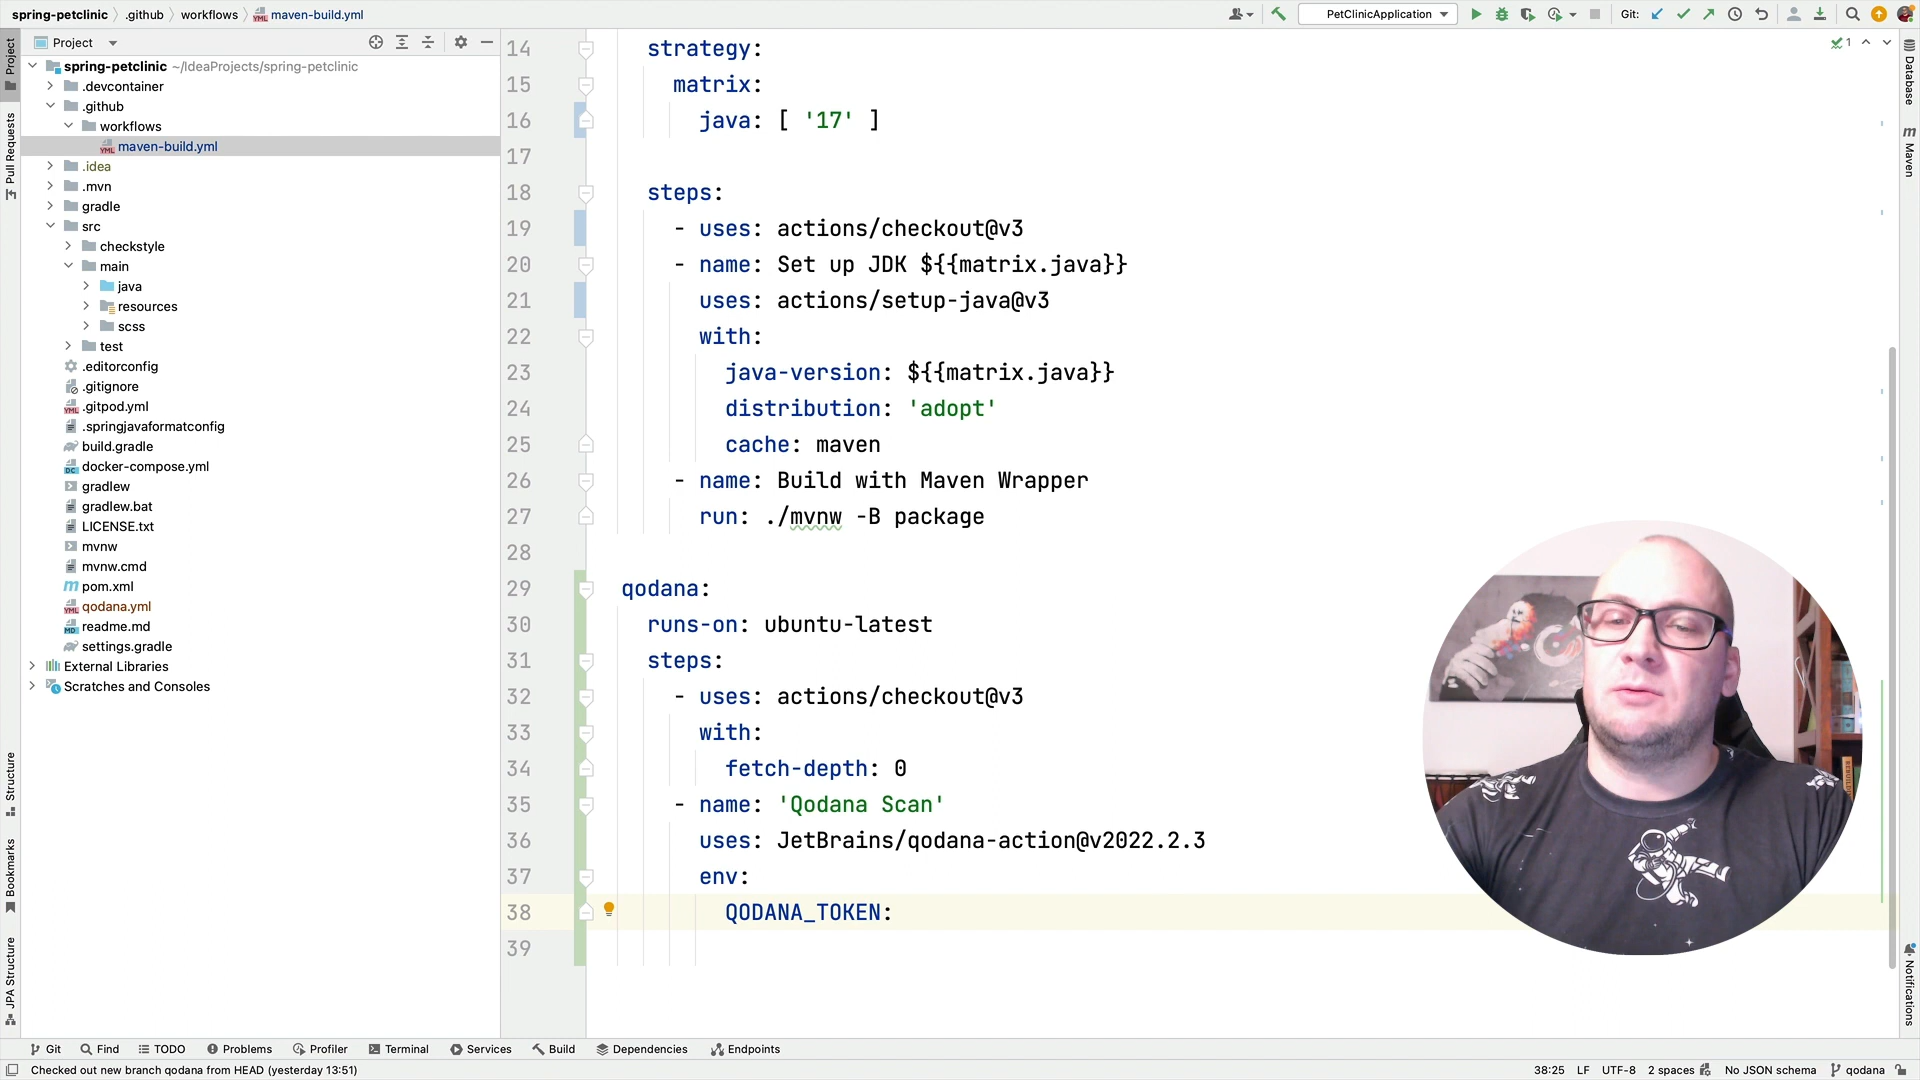 spring-petclinic .github workflows maven-build.yml
PetClinicApplication
Git:
Project
spring-petclinic ~/IdeaProjects/spring-petclinic
.devcontainer
.github
workflows
maven-build.yml
.idea
.mvn
gradle
src
checkstyle
main
java
resources
scss
test
.editorconfig
.gitignore
.gitpod.yml
.springjavaformatconfig
build.gradle
docker-compose.yml
gradlew
gradlew.bat
LICENSE.txt
mvnw
mvnw.cmd
pom.xml
qodana.yml
readme.md
settings.gradle
External Libraries
Scratches and Consoles
Project
Pull Requests
Structure
Bookmarks
JPA Structure
14 strategy:
15 matrix:
16 java: [ '17' ]
17
18 steps:
19 - uses: actions/checkout@v3
20 - name: Set up JDK ${{matrix.java}}
21 uses: actions/setup-java@v3
22 with:
23 java-version: ${{matrix.java}}
24 distribution: 'adopt'
25 cache: maven
26 - name: Build with Maven Wrapper
27 run: ./mvnw -B package
28
29 qodana:
30 runs-on: ubuntu-latest
31 steps:
32 - uses: actions/checkout@v3
33 with:
34 fetch-depth: 0
35 - name: 'Qodana Scan'
36 uses: JetBrains/qodana-action@v2022.2.3
37 env:
38 QODANA_TOKEN:
39
1
Database
Maven
Notifications
Git Find TODO Problems Profiler Terminal Services Build Dependencies Endpoints
Checked out new branch qodana from HEAD (yesterday 13:51)
38:25 LF UTF-8 2 spaces No JSON schema qodana